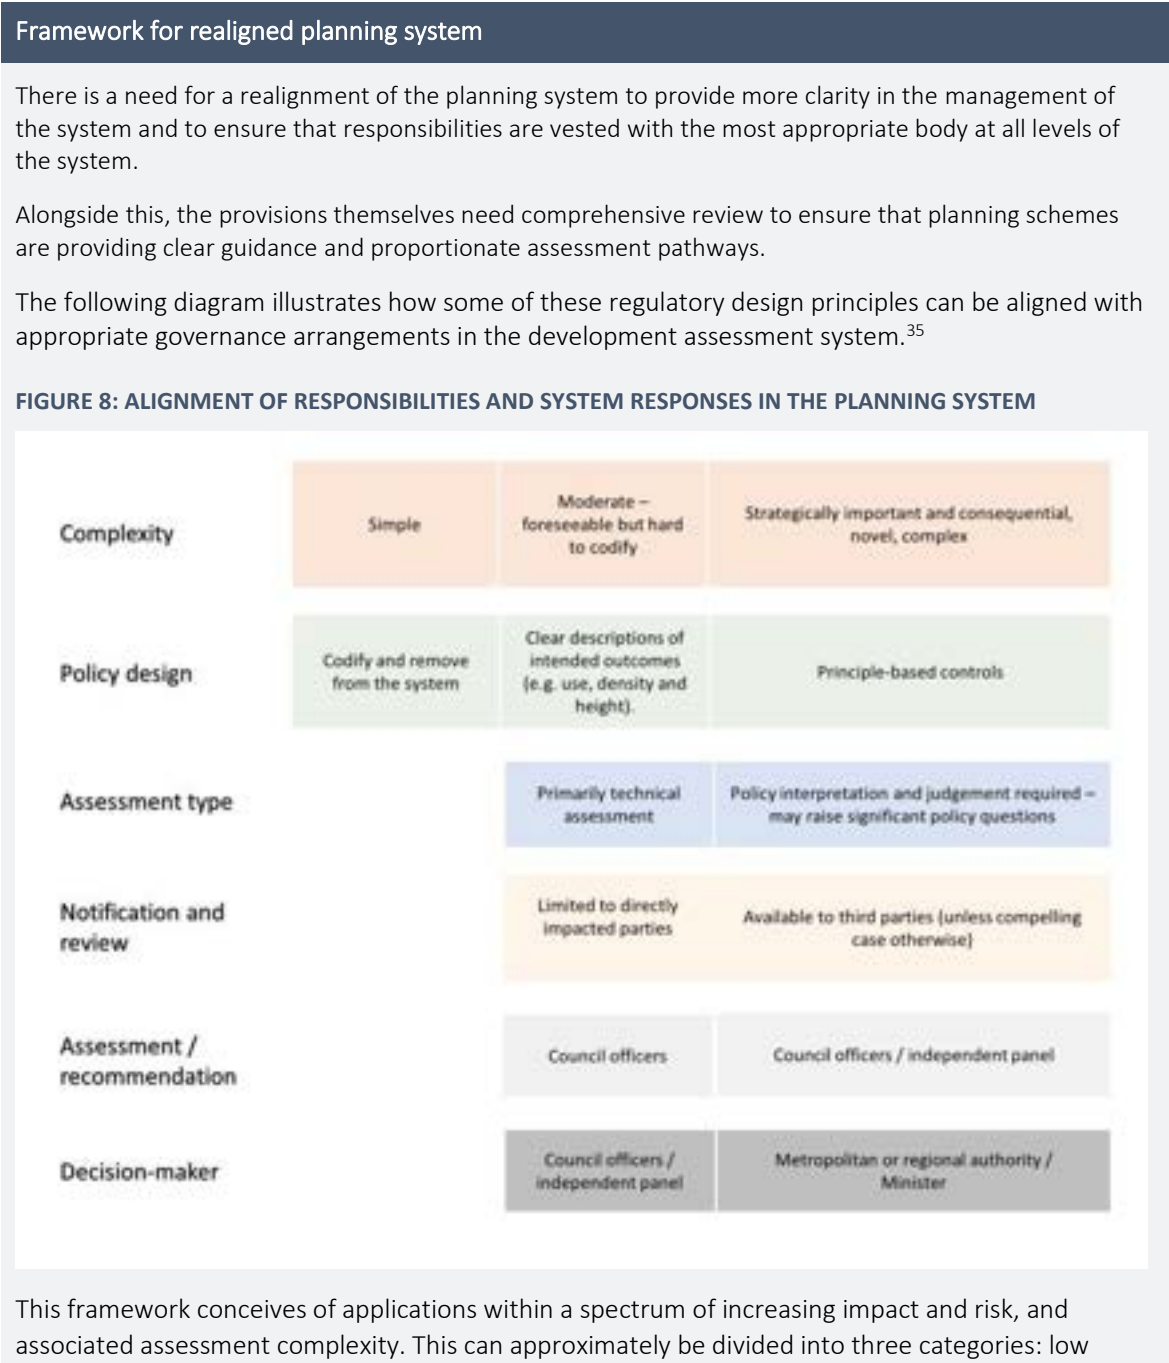 Framework for realigned planning system
There is a need for a realignment of the planning system to provide more clarity in the management of
the system and to ensure that responsibilities are vested with the most appropriate body at all levels of
the system.
Alongside this, the provisions themselves need comprehensive review to ensure that planning schemes
are providing clear guidance and proportionate assessment pathways.
The following diagram illustrates how some of these regulatory design principles can be aligned with
appropriate governance arrangements in the development assessment system.35
FIGURE 8: ALIGNMENT OF RESPONSIBILITIES AND SYSTEM RESPONSES IN THE PLANNING SYSTEM
Complexity
Simple
Moderate –
foreseeable but hard
to codify
Strategically important and consequential,
novel, complex
Policy design
Codify and remove
from the system
Clear descriptions of
intended outcomes
(e.g. use, density and
height).
Principle-based controls
Assessment type
Primarily technical
assessment
Policy interpretation and judgement required –
may raise significant policy questions
Notification and
review
Limited to directly
impacted parties
Available to third parties (unless compelling
case otherwise)
Assessment /
recommendation
Council officers
Council officers / independent panel
Decision-maker
Council officers /
independent panel
Metropolitan or regional authority /
Minister
This framework conceives of applications within a spectrum of increasing impact and risk, and
associated assessment complexity. This can approximately be divided into three categories: low